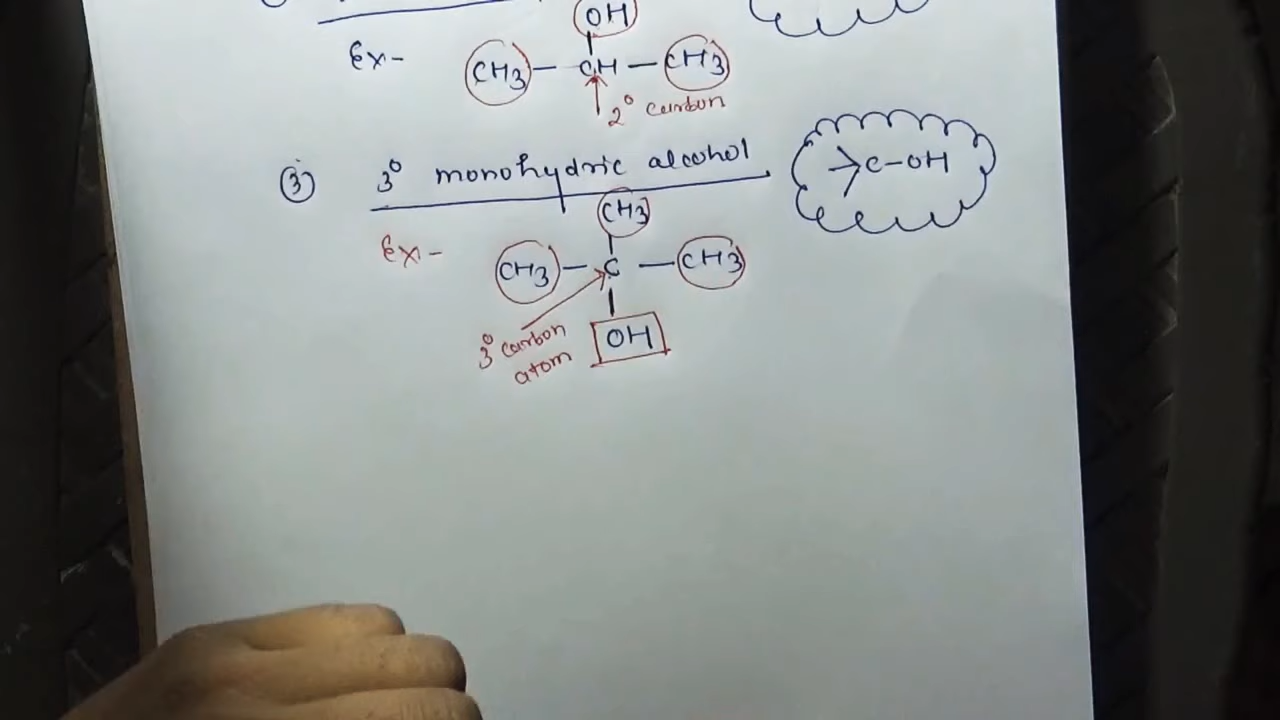 OH
Ex- CH3 — CH — CH3
2° carbon
③ 3° monohydric alcohol
C-OH
CH3
Ex- CH3 — C — CH3
3° carbon
atom
OH